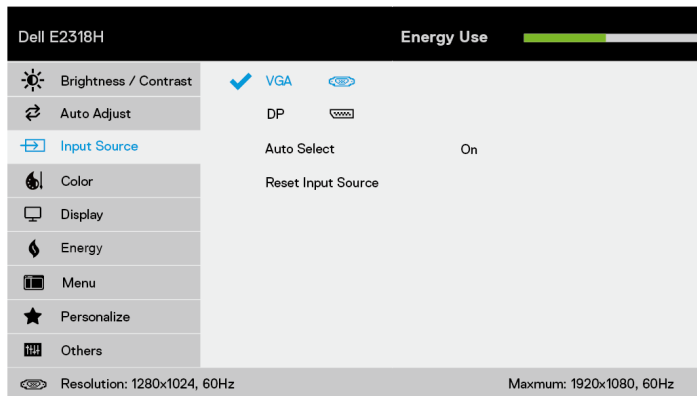 Dell E2318H Energy Use
Brightness / Contrast VGA
Auto Adjust DP
Input Source Auto Select On
Color Reset Input Source
Display
Energy
Menu
Personalize
Others
Resolution: 1280x1024, 60Hz Maxmum: 1920x1080, 60Hz